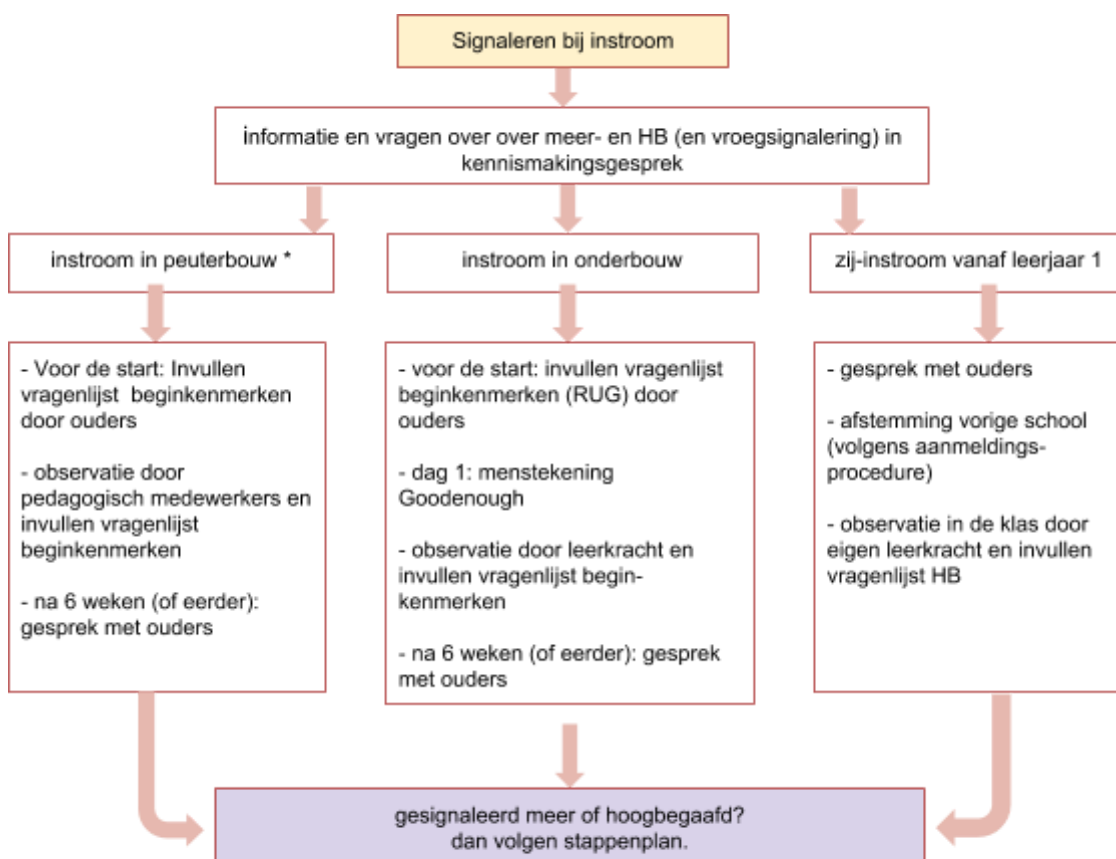 Signaleren bij instroom
informatie en vragen over over meer- en HB (en vroegsignalering) in
kennismakingsgesprek
instroom in peuterbouw *
instroom in onderbouw
zij-instroom vanaf leerjaar 1
- Voor de start: Invullen
vragenlijst beginkenmerken
door ouders
- observatie door
pedagogisch medewerkers en
invullen vragenlijst
beginkenmerken
- na 6 weken (of eerder):
gesprek met ouders
- voor de start: invullen vragenlijst
beginkenmerken (RUG) door
ouders
- dag 1: menstekening
Goodenough
- observatie door leerkracht en
invullen vragenlijst begin-
kenmerken
- na 6 weken (of eerder): gesprek
met ouders
- gesprek met ouders
- afstemming vorige school
(volgens aanmeldings-
procedure)
- observatie in de klas door
eigen leerkracht en invullen
vragenlijst HB
gesignaleerd meer of hoogbegaafd?
dan volgen stappenplan.